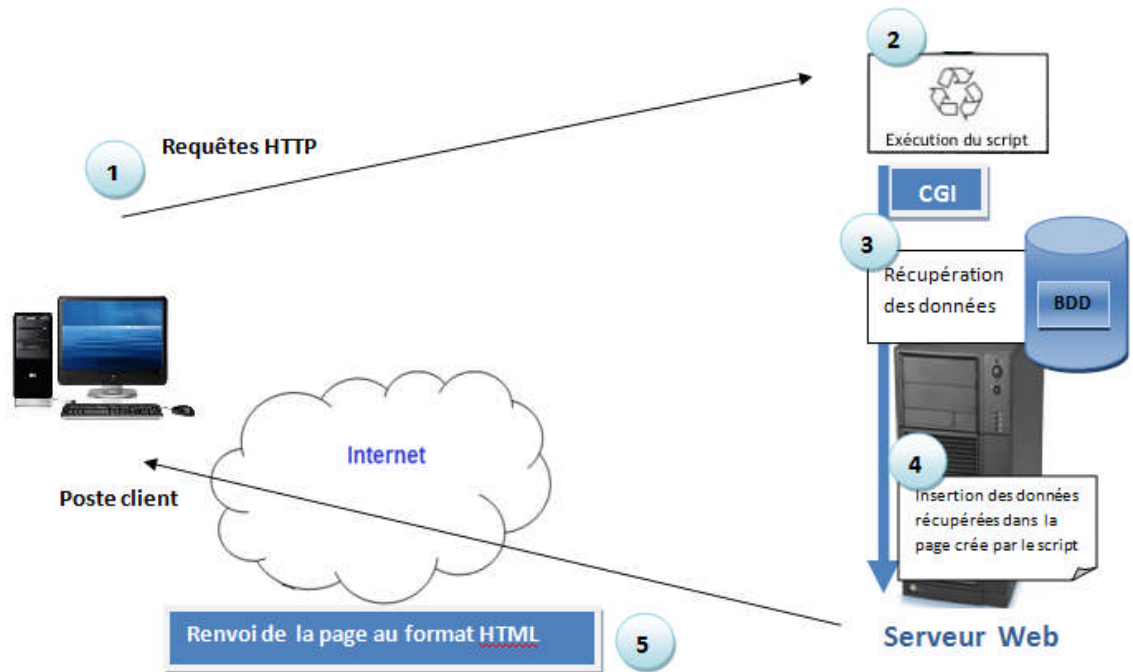 1
Requêtes HTTP
2
Exécution du script
CGI
3
Récupération
des données
BDD
4
Insertion des données
récupérées dans la
page crée par le script
Serveur Web
Internet
Poste client
Renvoi de la page au format HTML
5